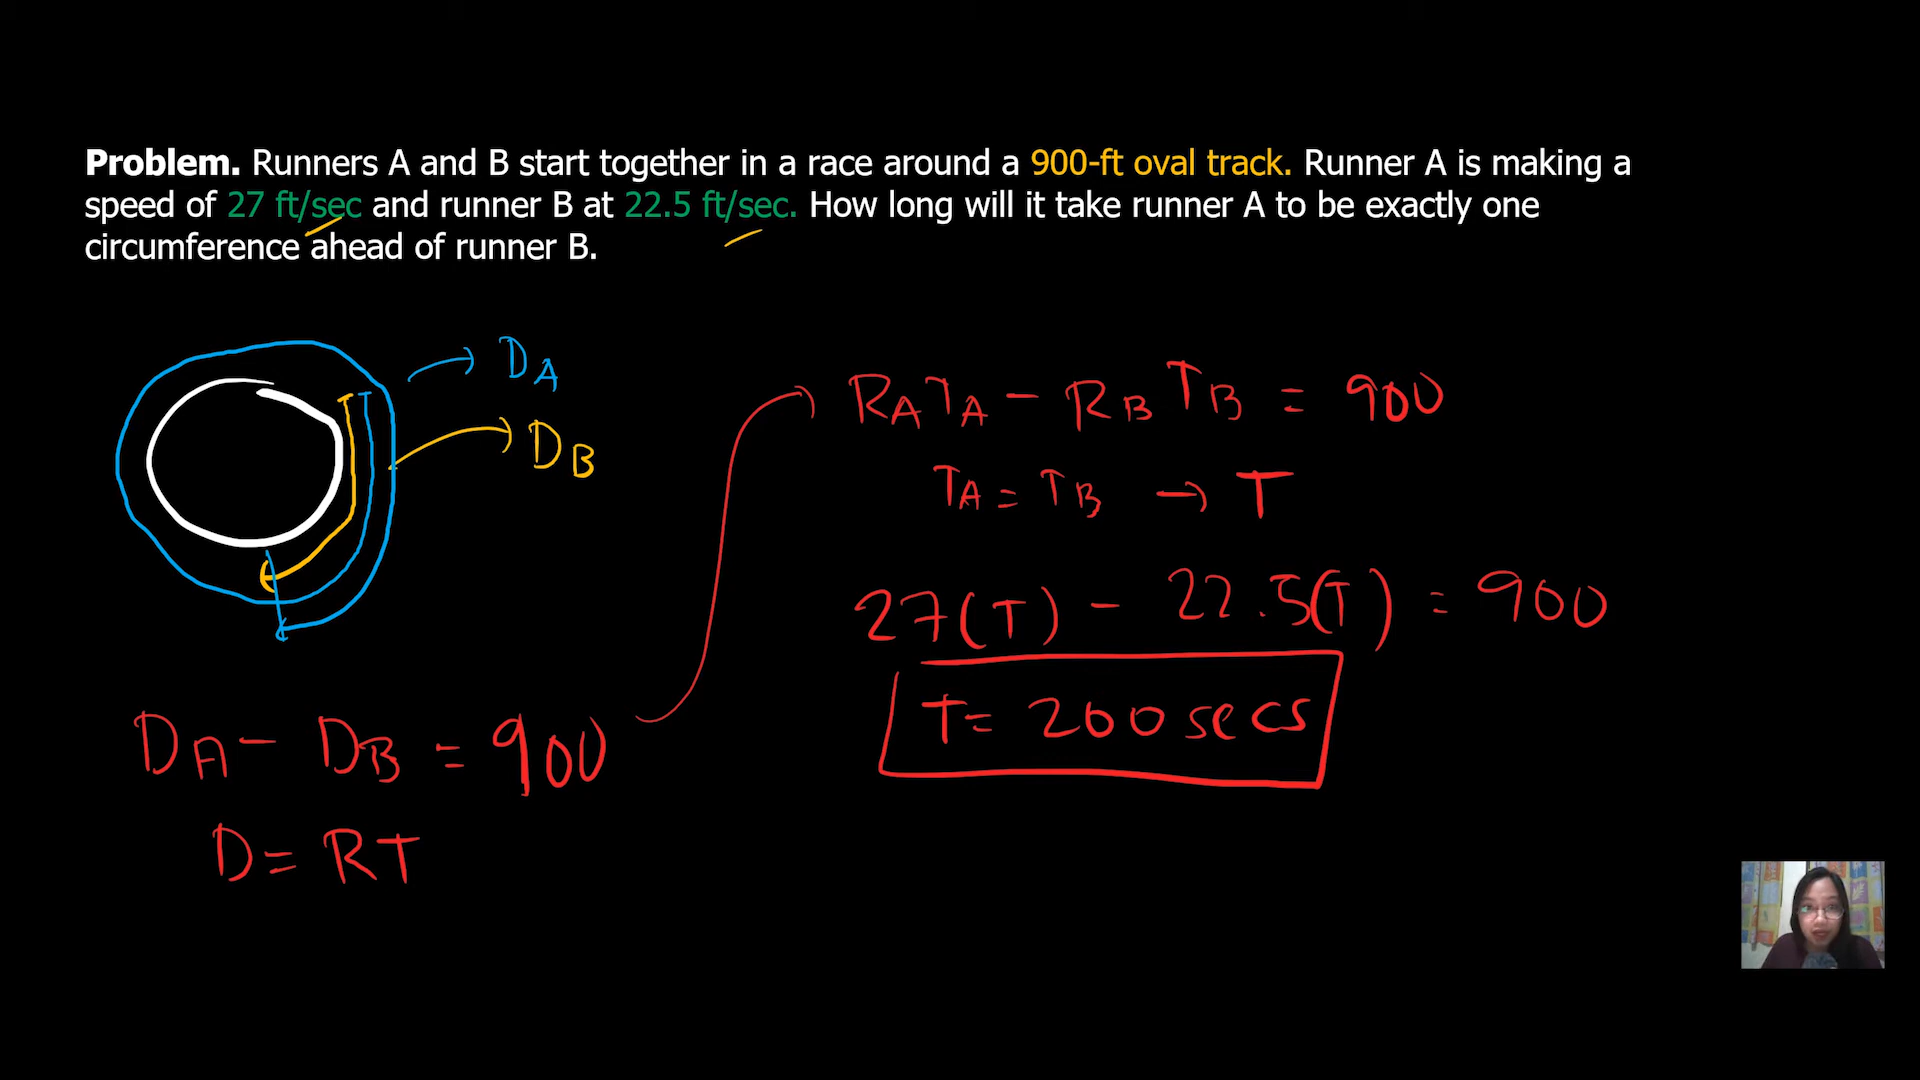 Problem. Runners A and B start together in a race around a 900-ft oval track. Runner A is making a
speed of 27 ft/sec and runner B at 22.5 ft/sec. How long will it take runner A to be exactly one
circumference ahead of runner B.
DA
DB
DA - DB = 900
D = RT
RATA - RBTB = 900
TA = TB → T
27(T) - 22.5(T) = 900
T = 200 secs